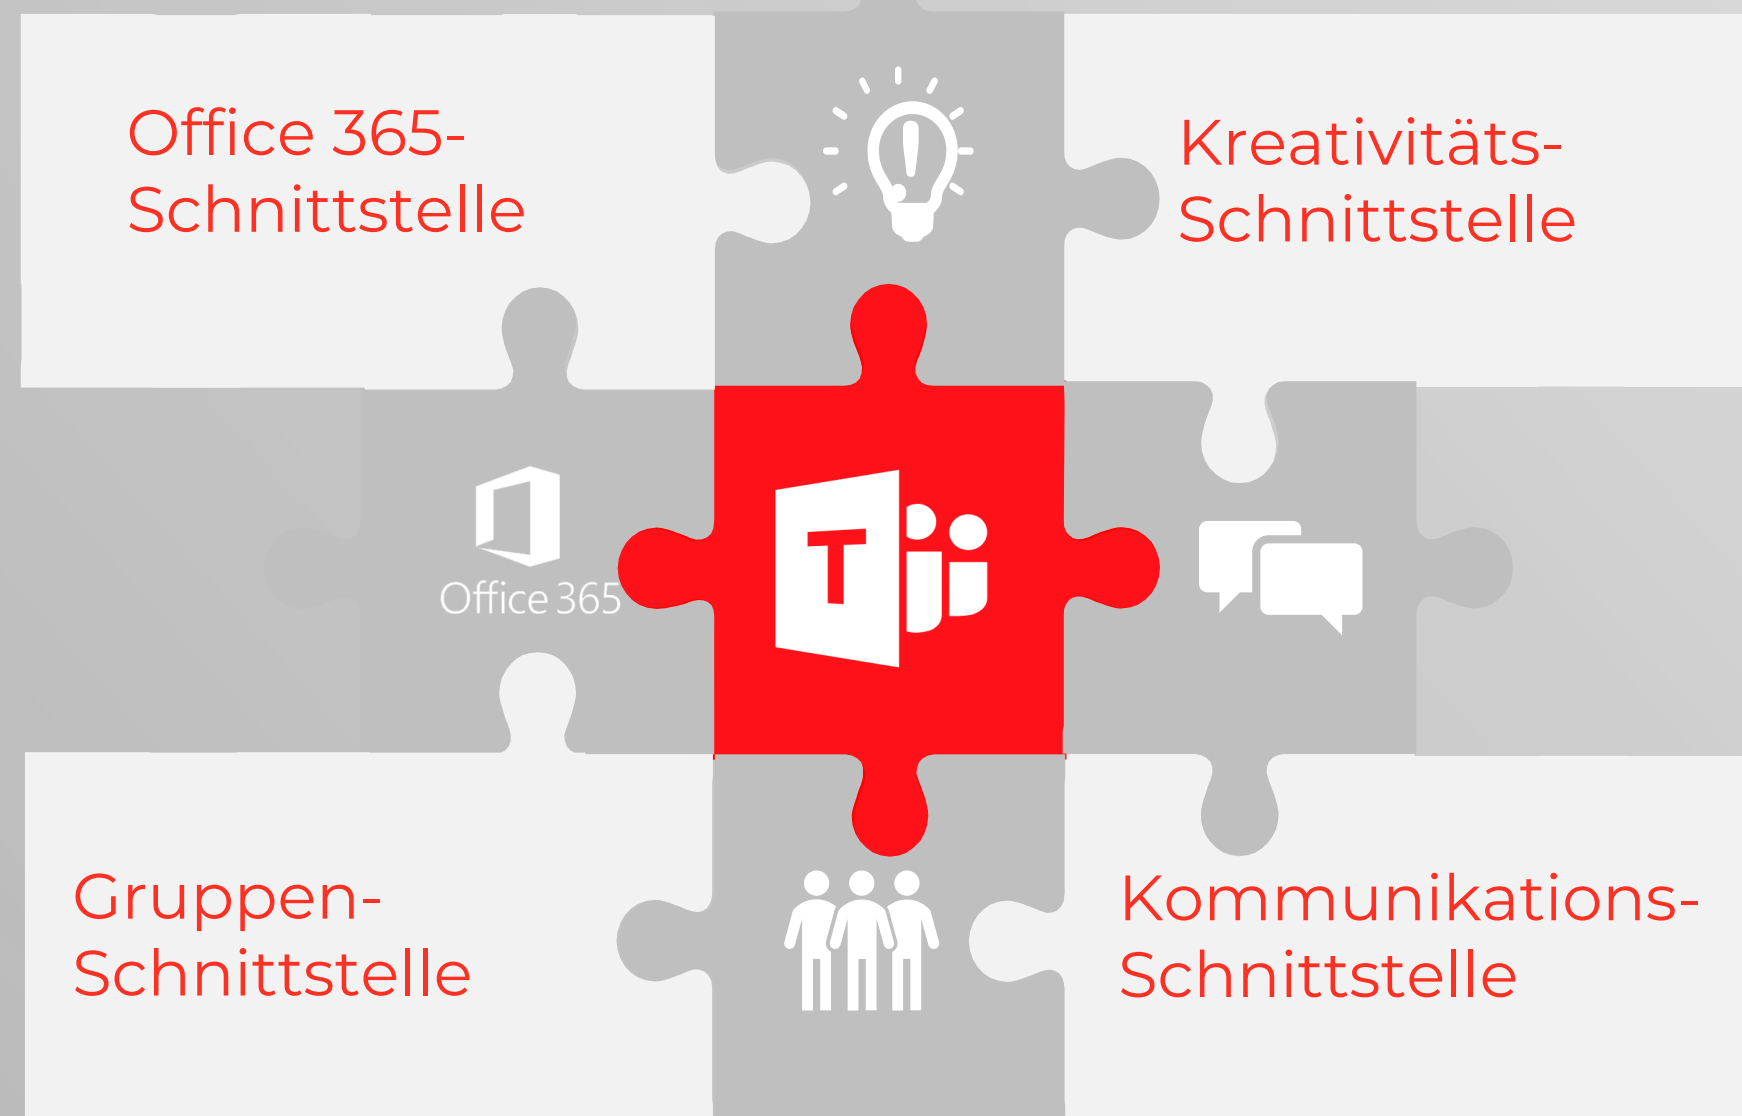 Office 365-
Schnittstelle
Kreativitäts-
Schnittstelle
Office 365
T
Gruppen-
Schnittstelle
Kommunikations-
Schnittstelle